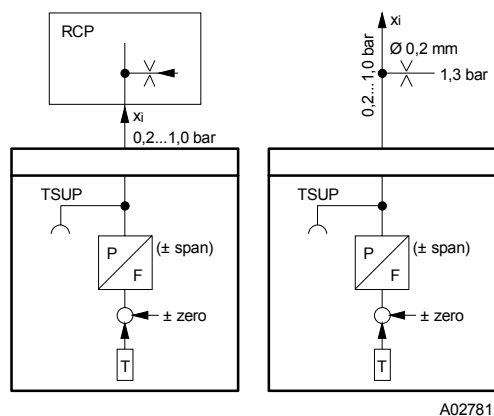 RCP
xi
0,2...1,0 bar
TSUP
P
F
(± span)
± zero
T
xi
Ø 0,2 mm
0,2...1,0 bar
1,3 bar
TSUP
P
F
(± span)
± zero
T
A02781